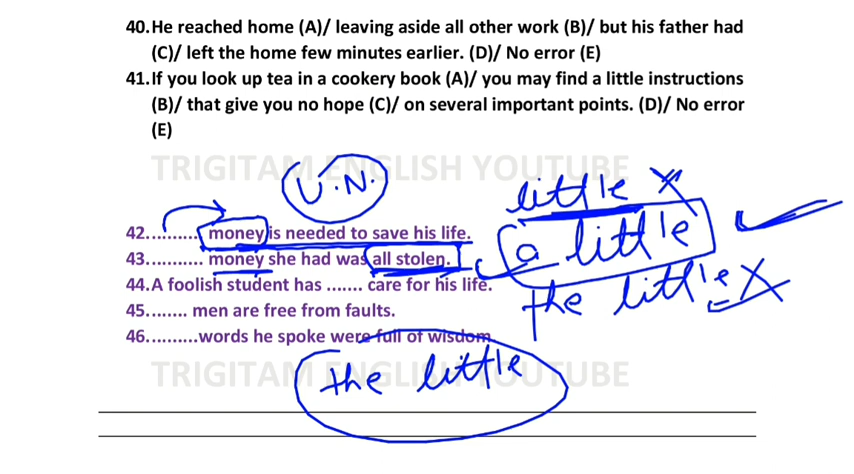 40.He reached home (A)/ leaving aside all other work (B)/ but his father had
(C)/ left the home few minutes earlier. (D)/ No error (E)
41.If you look up tea in a cookery book (A)/ you may find a little instructions
(B)/ that give you no hope (C)/ on several important points. (D)/ No error
(E)
TRIGITAM ENGLISH YOUTUBE
U.N.
little X
42.......... money is needed to save his life.
a little
43........... money she had was all stolen.
44.A foolish student has ....... care for his life.
the little X
45........ men are free from faults.
46..........words he spoke were full of wisdom
TRIGITAM ENGLISH YOUTUBE
the little